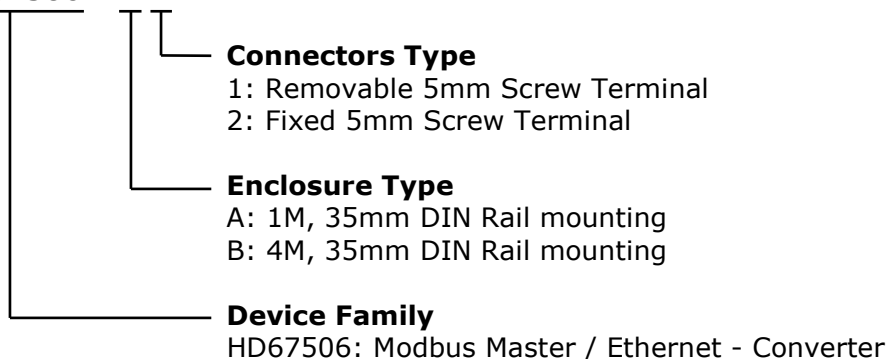 Connectors Type
1: Removable 5mm Screw Terminal
2: Fixed 5mm Screw Terminal
Enclosure Type
A: 1M, 35mm DIN Rail mounting
B: 4M, 35mm DIN Rail mounting
Device Family
HD67506: Modbus Master / Ethernet - Converter